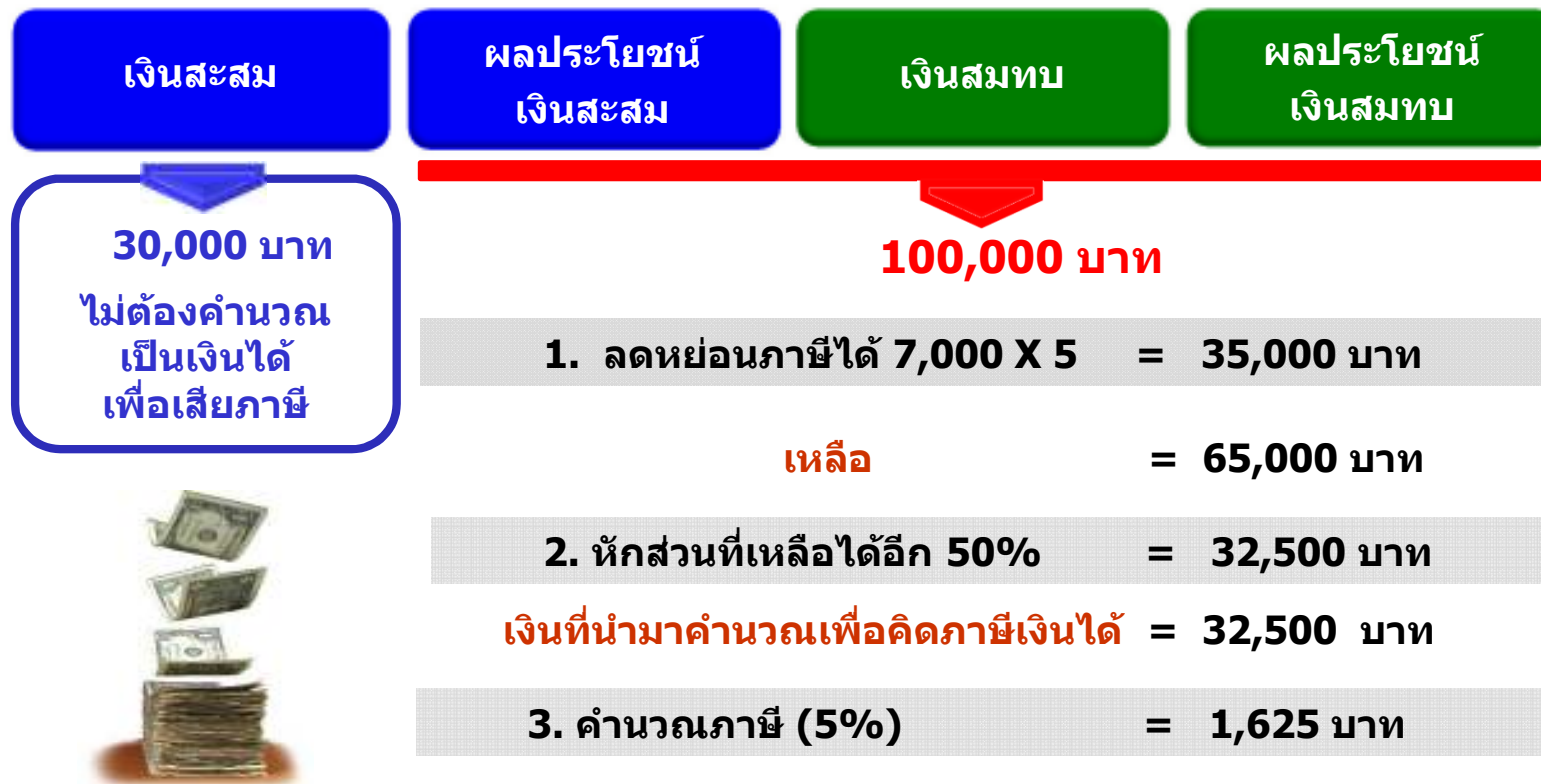 เงินสะสม
ผลประโยชน์
เงินสะสม
เงินสมทบ
ผลประโยชน์
เงินสมทบ
30,000 บาท
ไม่ต้องคำนวณ
เป็นเงินได้
เพื่อเสียภาษี
100,000 บาท
1. ลดหย่อนภาษีได้ 7,000 X 5 = 35,000 บาท
เหลือ = 65,000 บาท
2. หักส่วนที่เหลือได้อีก 50% = 32,500 บาท
เงินที่นำมาคำนวณเพื่อคิดภาษีเงินได้ = 32,500 บาท
3. คำนวณภาษี (5%) = 1,625 บาท